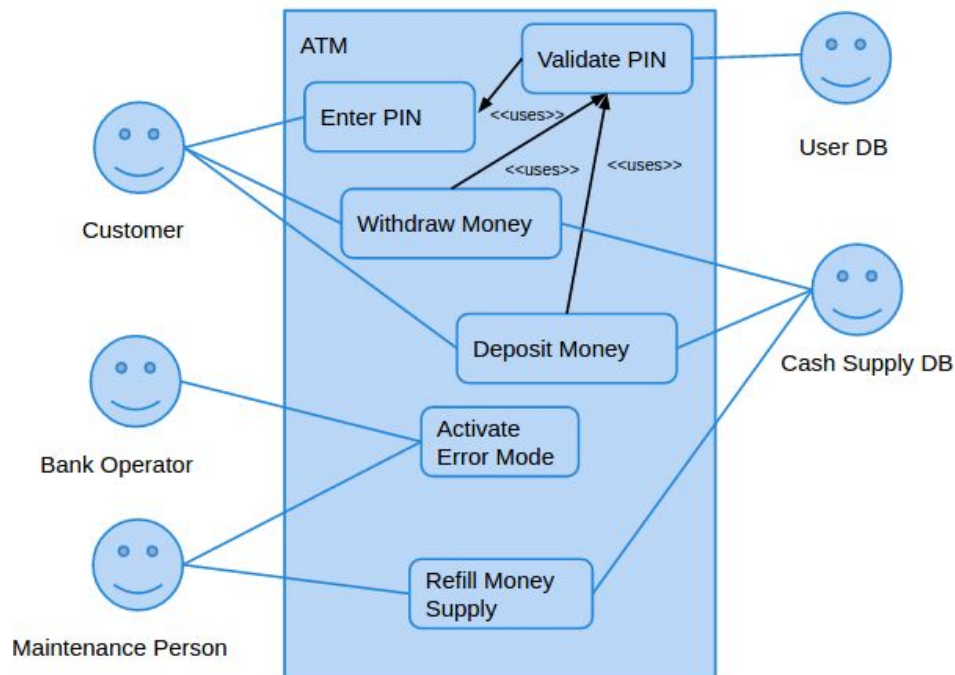 ATM
Validate PIN
Enter PIN
<<uses>>
User DB
<<uses>>
<<uses>>
Customer
Withdraw Money
Deposit Money
Cash Supply DB
Activate
Error Mode
Bank Operator
Refill Money
Supply
Maintenance Person